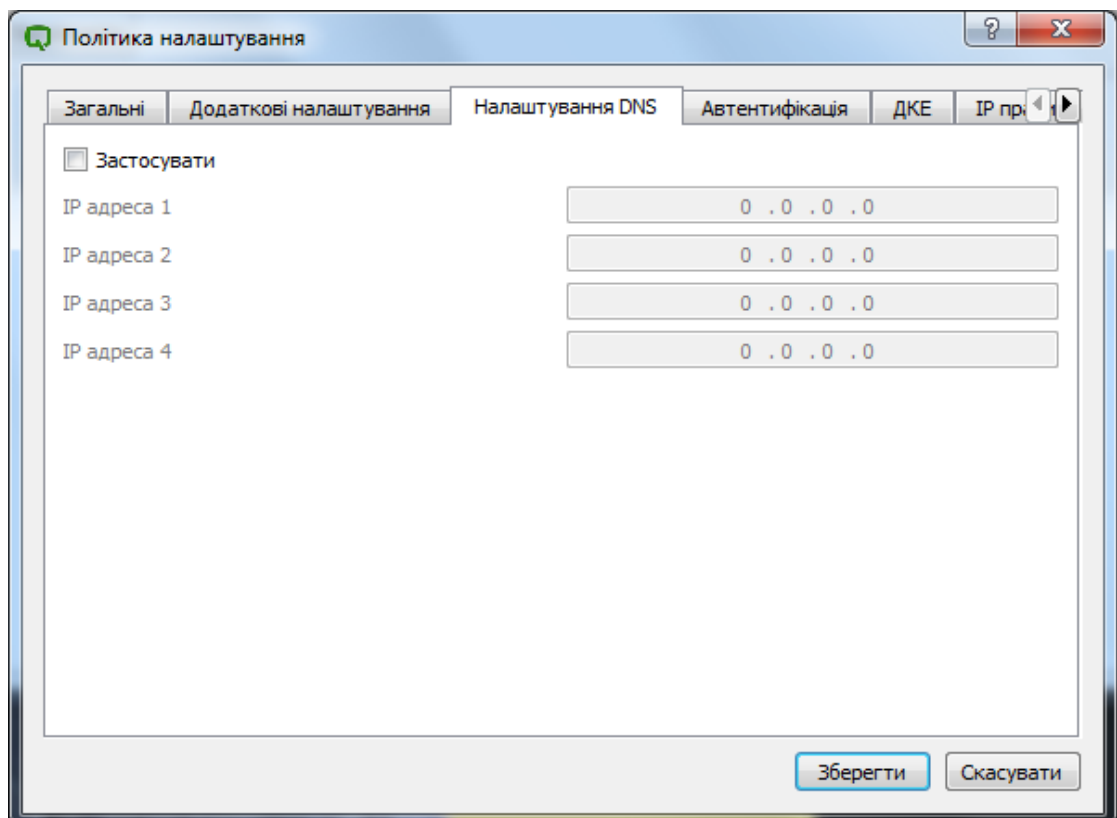 Політика налаштування
Загальні Додаткові налаштування Налаштування DNS Автентифікація ДКЕ IP
Застосувати
IP адреса 1 0 . 0 . 0 . 0
IP адреса 2 0 . 0 . 0 . 0
IP адреса 3 0 . 0 . 0 . 0
IP адреса 4 0 . 0 . 0 . 0
Зберегти Скасувати